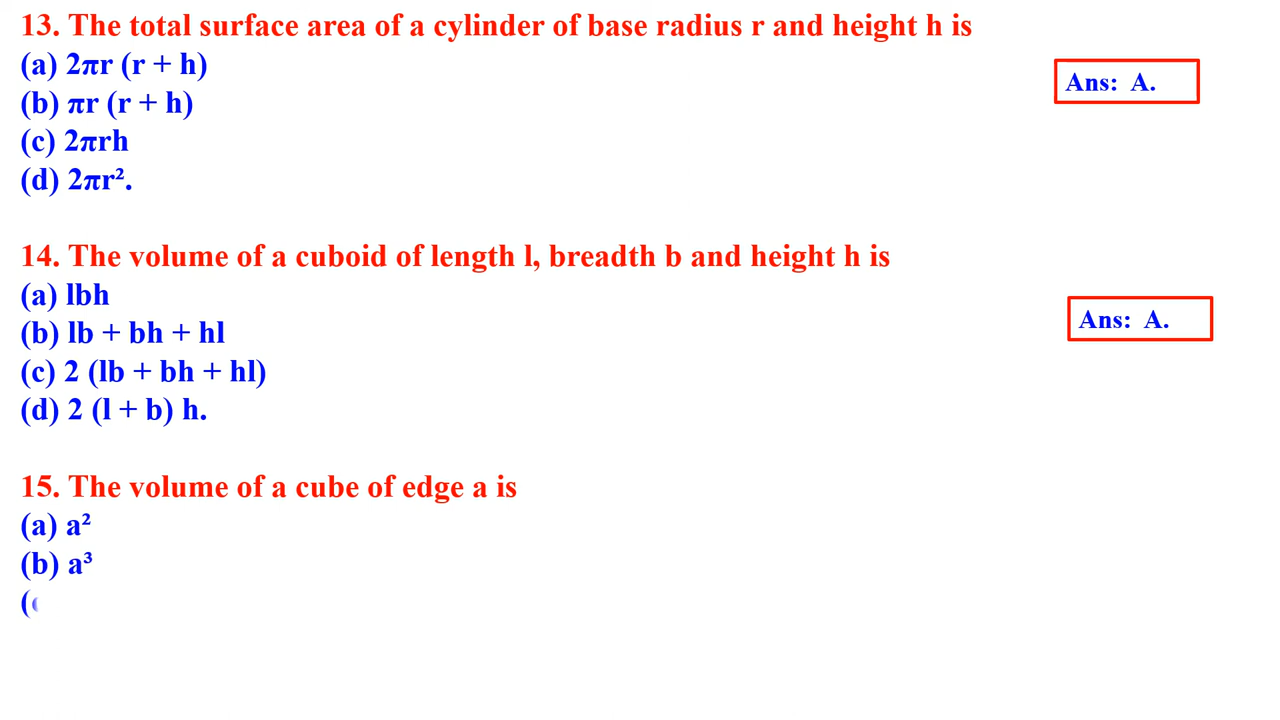 13. The total surface area of a cylinder of base radius r and height h is
(a) 2πr (r + h)
(b) πr (r + h)
(c) 2πrh
(d) 2πr².
Ans: A.
14. The volume of a cuboid of length l, breadth b and height h is
(a) lbh
(b) lb + bh + hl
(c) 2 (lb + bh + hl)
(d) 2 (l + b) h.
Ans: A.
15. The volume of a cube of edge a is
(a) a²
(b) a³
(